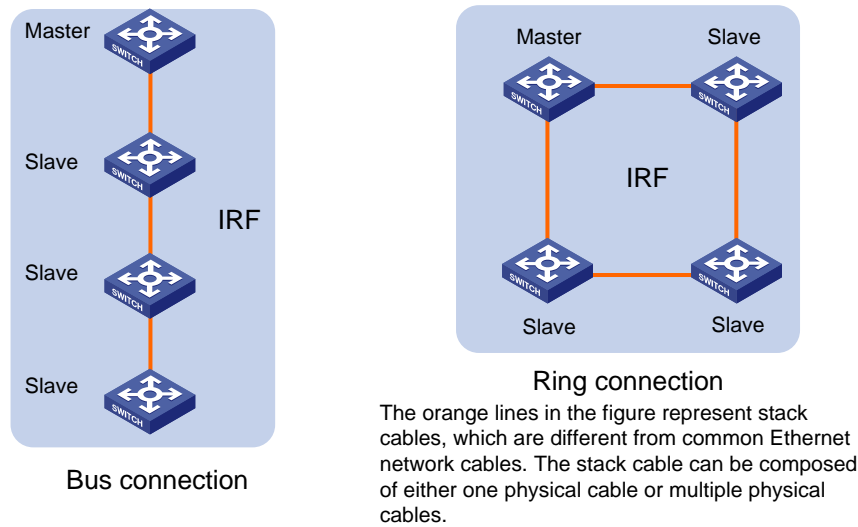 Master
SWITCH
Slave
SWITCH
IRF
Slave
SWITCH
Slave
SWITCH
Bus connection
Master
Slave
SWITCH
SWITCH
IRF
SWITCH
SWITCH
Slave
Slave
Ring connection
The orange lines in the figure represent stack
cables, which are different from common Ethernet
network cables. The stack cable can be composed
of either one physical cable or multiple physical
cables.